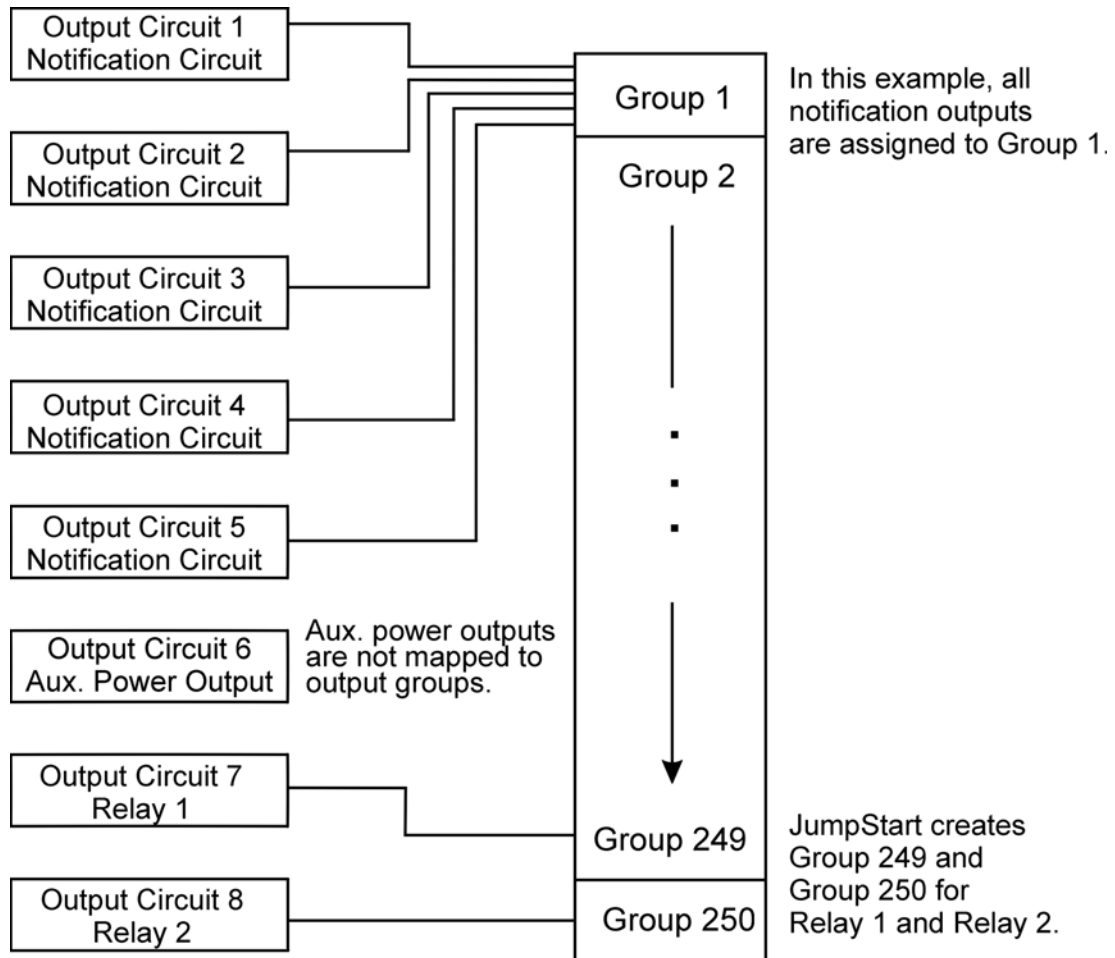 Output Circuit 1
Notification Circuit
Output Circuit 2
Notification Circuit
Output Circuit 3
Notification Circuit
Output Circuit 4
Notification Circuit
Output Circuit 5
Notification Circuit
Output Circuit 6
Aux. Power Output
Aux. power outputs
are not mapped to
output groups.
Output Circuit 7
Relay 1
Output Circuit 8
Relay 2
Group 1
Group 2
Group 249
Group 250
In this example, all
notification outputs
are assigned to Group 1.
JumpStart creates
Group 249 and
Group 250 for
Relay 1 and Relay 2.